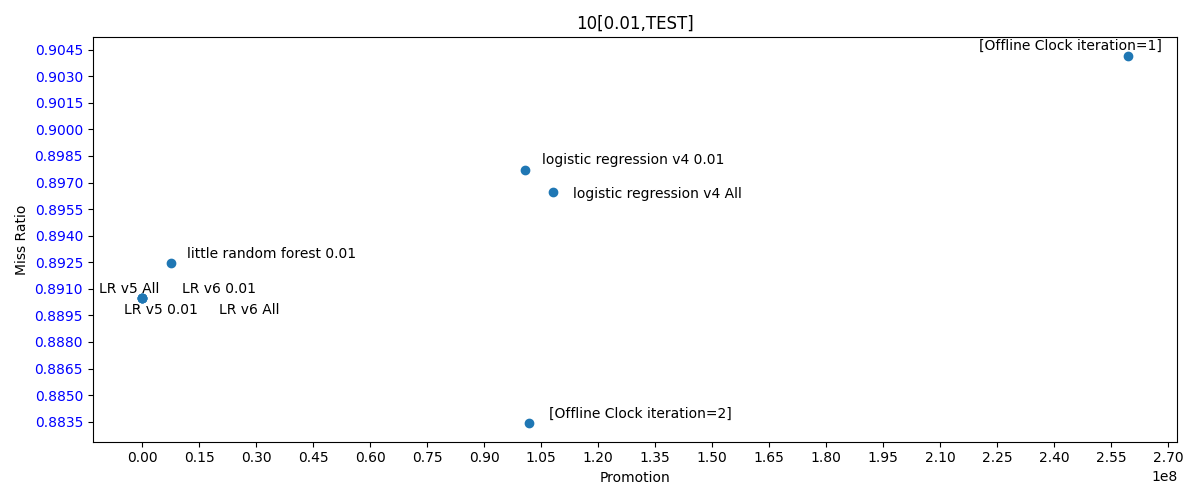 10[0.01,TEST]
[Offline Clock iteration=1]
logistic regression v4 0.01
logistic regression v4 All
little random forest 0.01
LR v5 All
LR v6 0.01
LR v5 0.01
LR v6 All
[Offline Clock iteration=2]
Miss Ratio
0.9045
0.9030
0.9015
0.9000
0.8985
0.8970
0.8955
0.8940
0.8925
0.8910
0.8895
0.8880
0.8865
0.8850
0.8835
0.00 0.15 0.30 0.45 0.60 0.75 0.90 1.05 1.20 1.35 1.50 1.65 1.80 1.95 2.10 2.25 2.40 2.55 2.70
1e8
Promotion